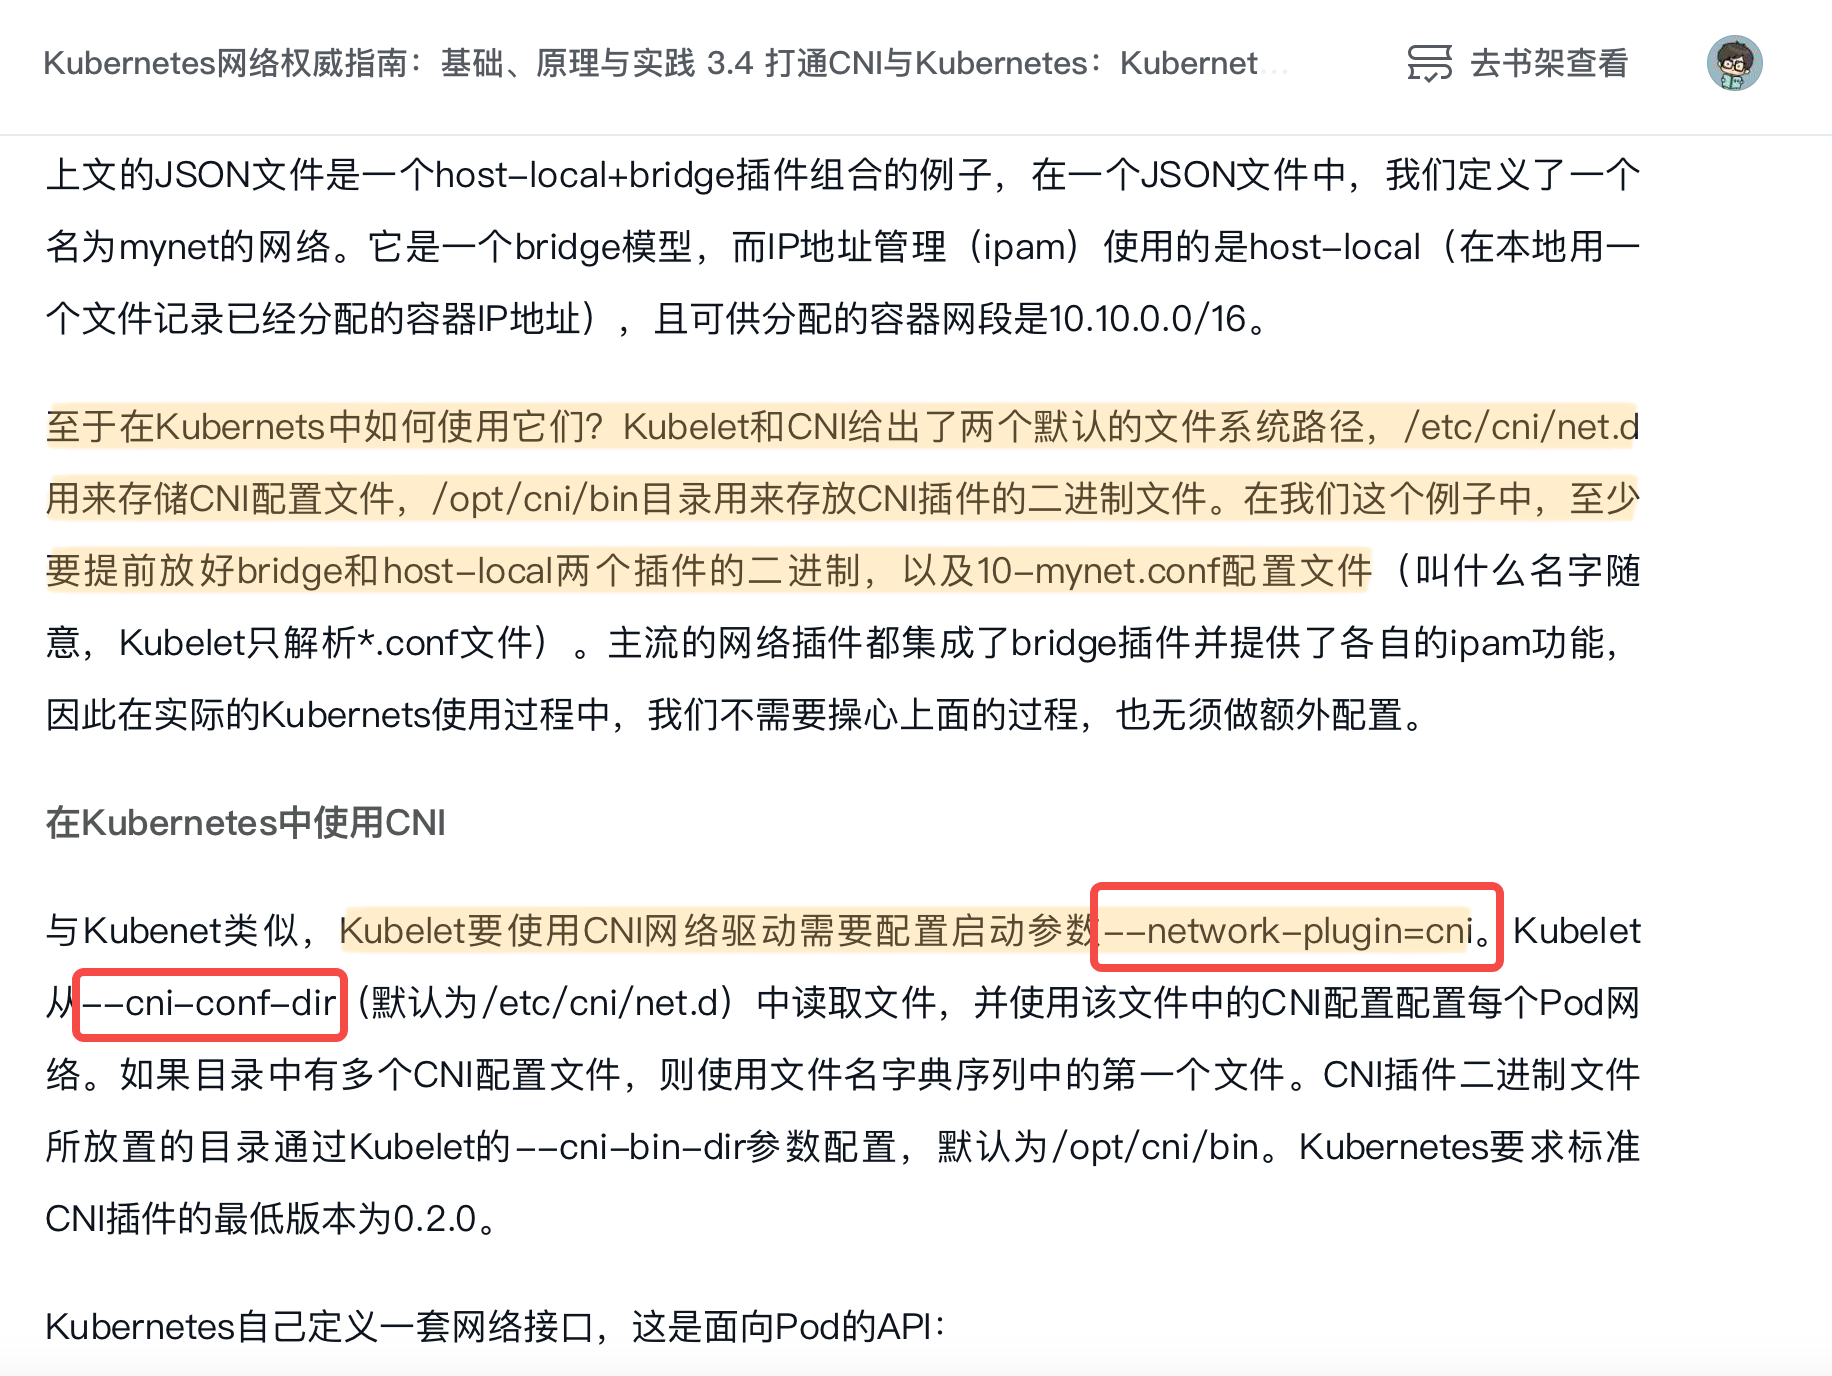 Kubernetes网络权威指南：基础、原理与实践 3.4 打通CNI与Kubernetes：Kubernet...
去书架查看
上文的JSON文件是一个host-local+bridge插件组合的例子，在一个JSON文件中，我们定义了一个
名为mynet的网络。它是一个bridge模型，而IP地址管理（ipam）使用的是host-local（在本地用一
个文件记录已经分配的容器IP地址），且可供分配的容器网段是10.10.0.0/16。
至于在Kubernets中如何使用它们？Kubelet和CNI给出了两个默认的文件系统路径，/etc/cni/net.d
用来存储CNI配置文件，/opt/cni/bin目录用来存放CNI插件的二进制文件。在我们这个例子中，至少
要提前放好bridge和host-local两个插件的二进制，以及10-mynet.conf配置文件（叫什么名字随
意，Kubelet只解析*.conf文件）。主流的网络插件都集成了bridge插件并提供了各自的ipam功能，
因此在实际的Kubernets使用过程中，我们不需要操心上面的过程，也无须做额外配置。
在Kubernetes中使用CNI
与Kubenet类似，Kubelet要使用CNI网络驱动需要配置启动参数--network-plugin=cni。Kubelet
从--cni-conf-dir（默认为/etc/cni/net.d）中读取文件，并使用该文件中的CNI配置配置每个Pod网
络。如果目录中有多个CNI配置文件，则使用文件名字典序列中的第一个文件。CNI插件二进制文件
所放置的目录通过Kubelet的--cni-bin-dir参数配置，默认为/opt/cni/bin。Kubernetes要求标准
CNI插件的最低版本为0.2.0。
Kubernetes自己定义一套网络接口，这是面向Pod的API：